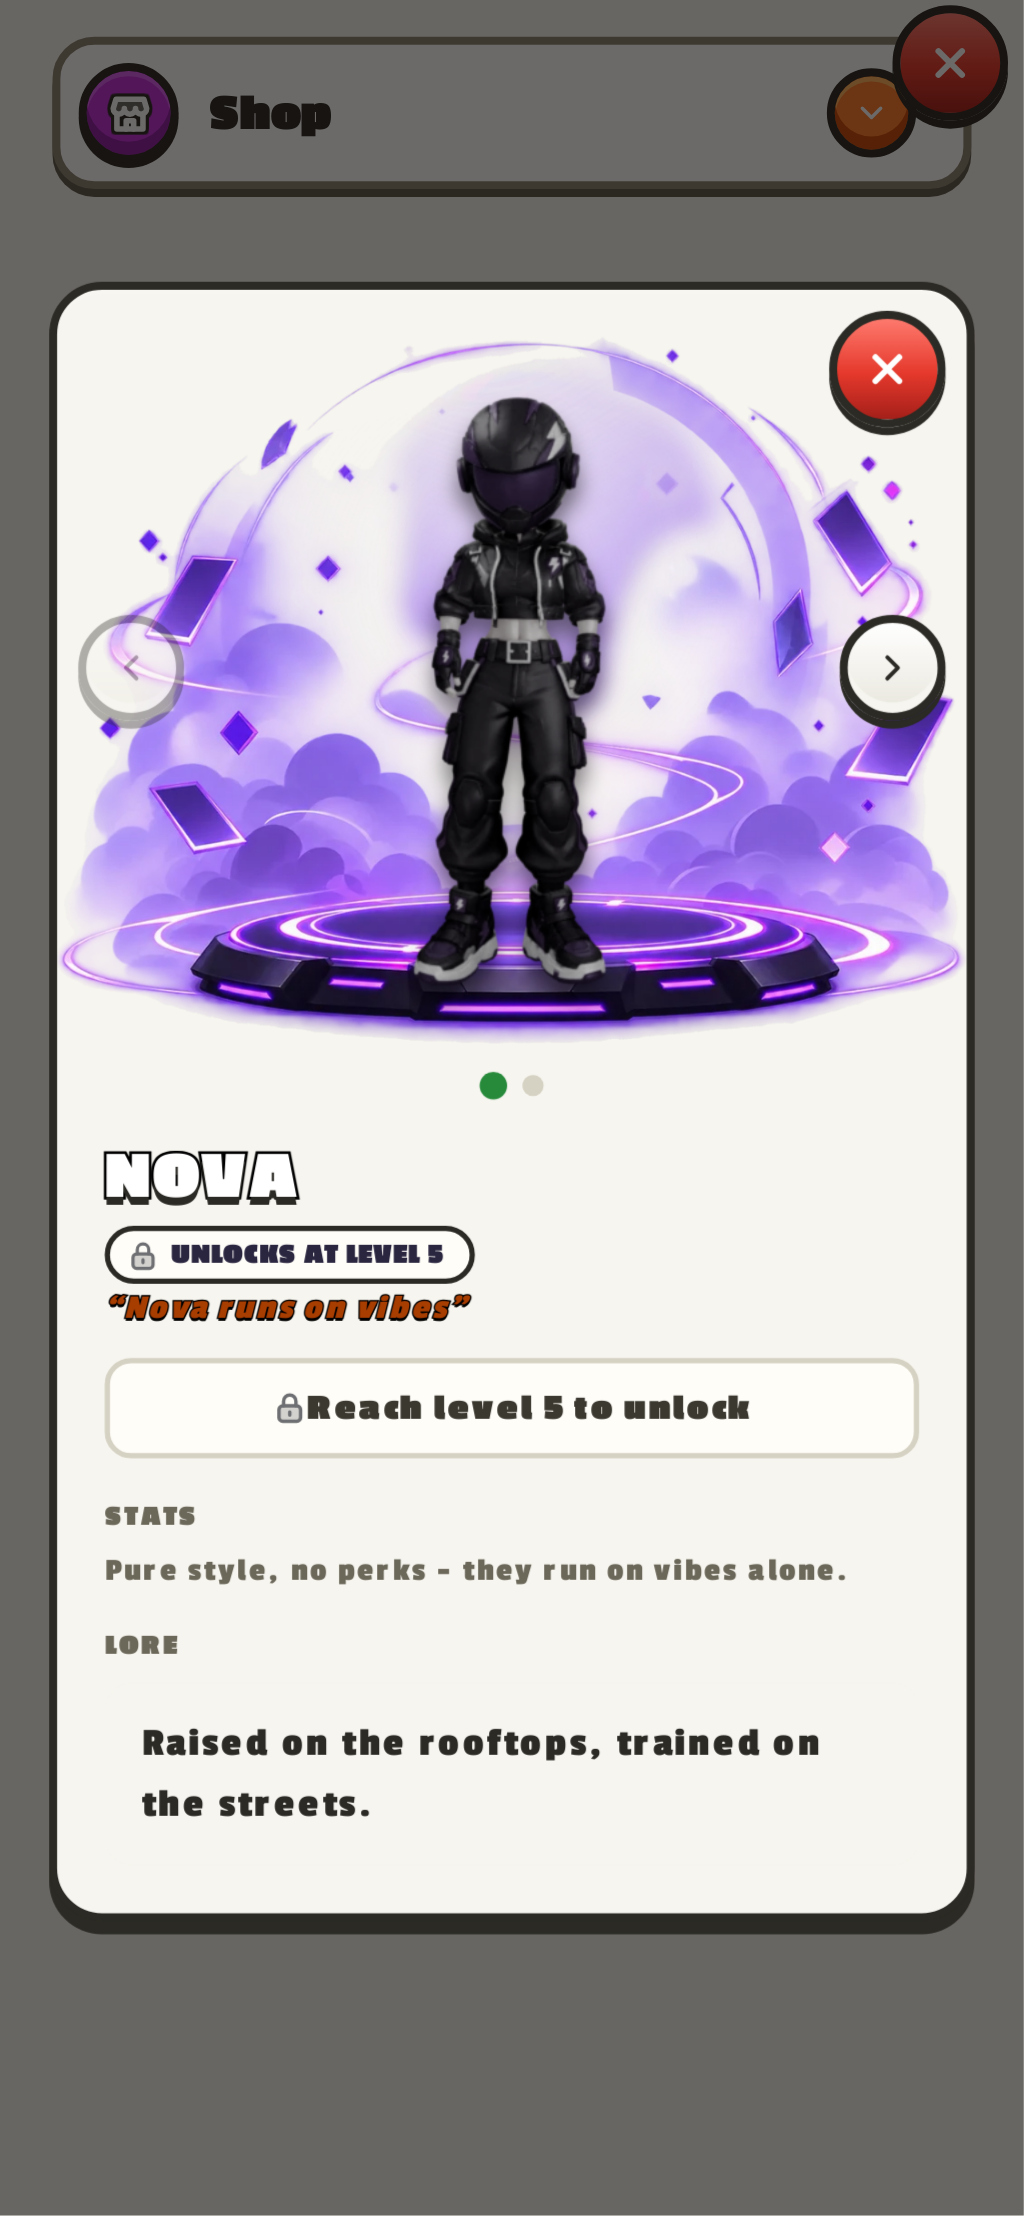 Shop
NOVA
UNLOCKS AT LEVEL 5
“Nova runs on vibes”
Reach level 5 to unlock
STATS
Pure style, no perks - they run on vibes alone.
LORE
Raised on the rooftops, trained on
the streets.